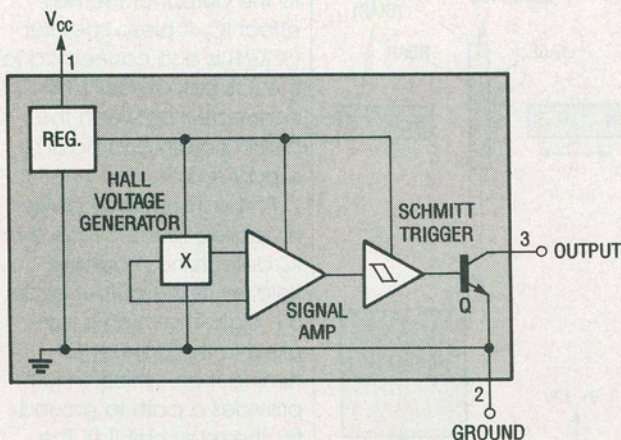 VCC
1
REG.
HALL
VOLTAGE
GENERATOR
X
SIGNAL
AMP
SCHMITT
TRIGGER
Q
3
OUTPUT
2
GROUND